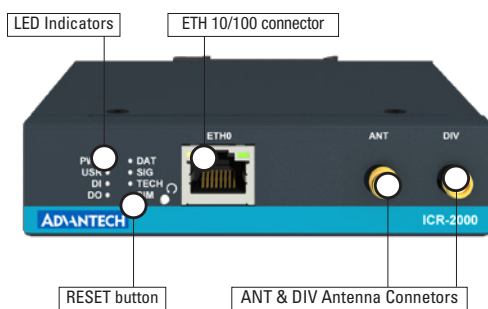 LED Indicators
ETH 10/100 connector
ETH0
ANT
DIV
DAT
USR
SIG
DI
TECH
DO
ADVANTECH
ICR-2000
RESET button
ANT & DIV Antenna Connetors